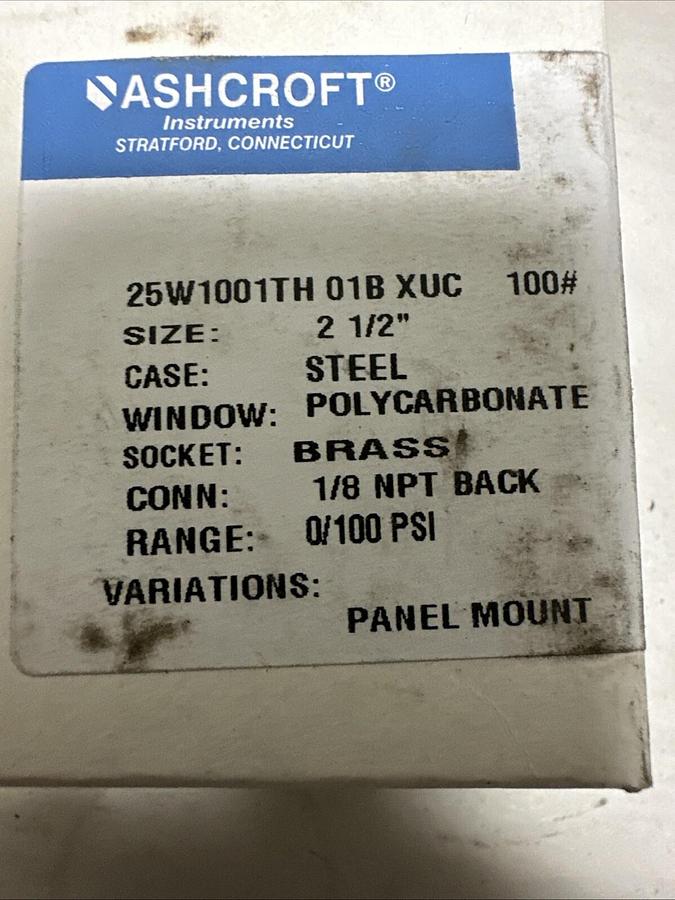 ASHCROFT®
Instruments
STRATFORD, CONNECTICUT
25W1001TH 01B XUC 100#
SIZE: 2 1/2"
CASE: STEEL
WINDOW: POLYCARBONATE
SOCKET: BRASS
CONN: 1/8 NPT BACK
RANGE: 0/100 PSI
VARIATIONS:
PANEL MOUNT